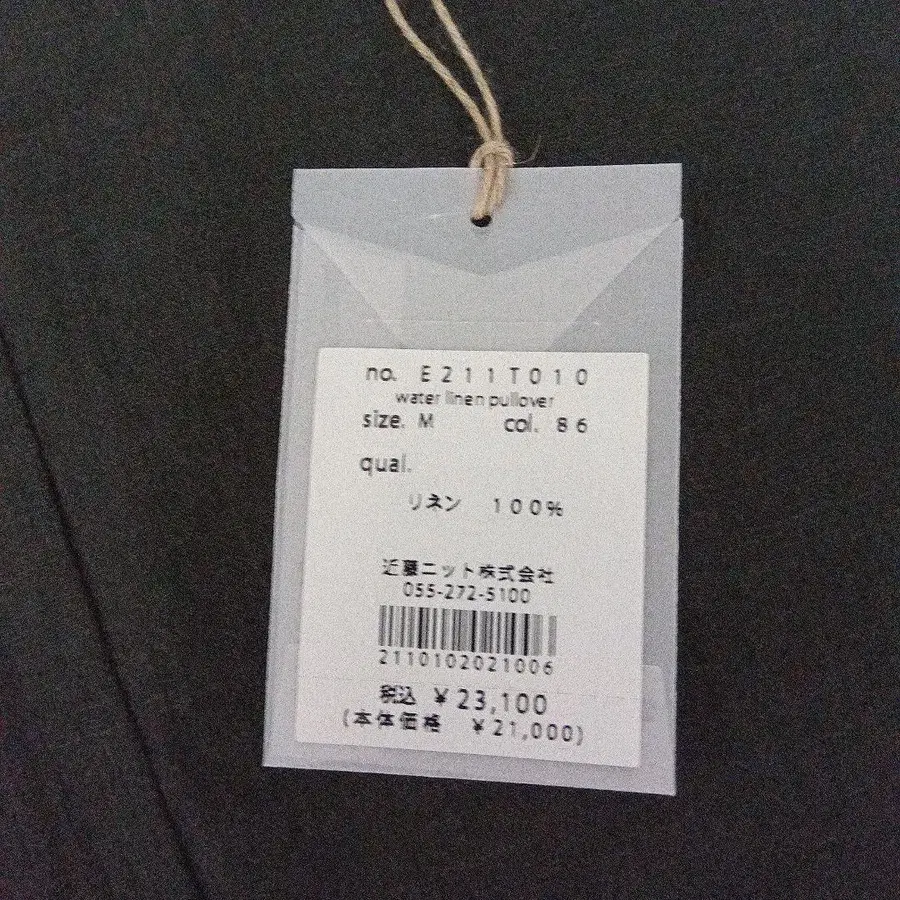 no. E211T010
water linen pullover
size. M col. 86
qual.
リネン 100%
近藤ニット株式会社
055-272-5100
2110102021006
税込 ¥23,100
(本体価格 ¥21,000)